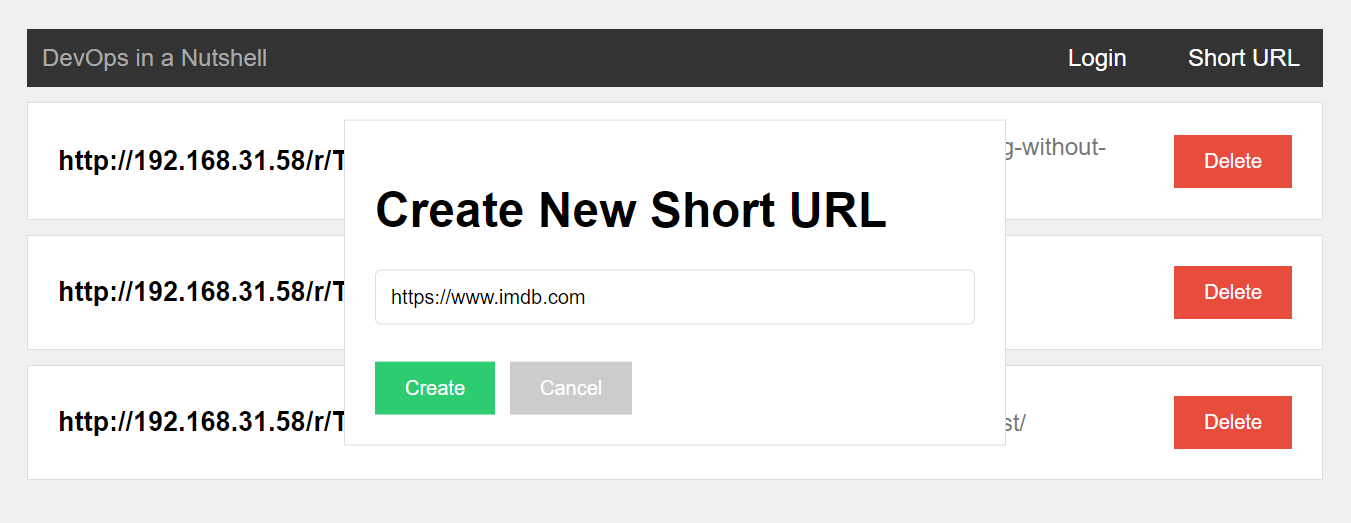 DevOps in a Nutshell Login Short URL
g-without-
http://192.168.31.58/r/T Delete
Create New Short URL
http://192.168.31.58/r/T Delete
https://www.imdb.com
Create Cancel
http://192.168.31.58/r/T st/ Delete